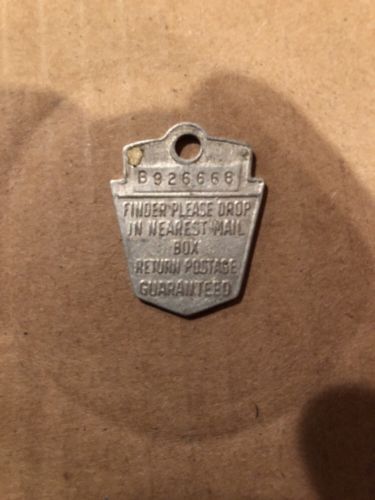 B926668
FINDER PLEASE DROP
IN NEAREST MAIL
BOX
RETURN POSTAGE
GUARANTEED